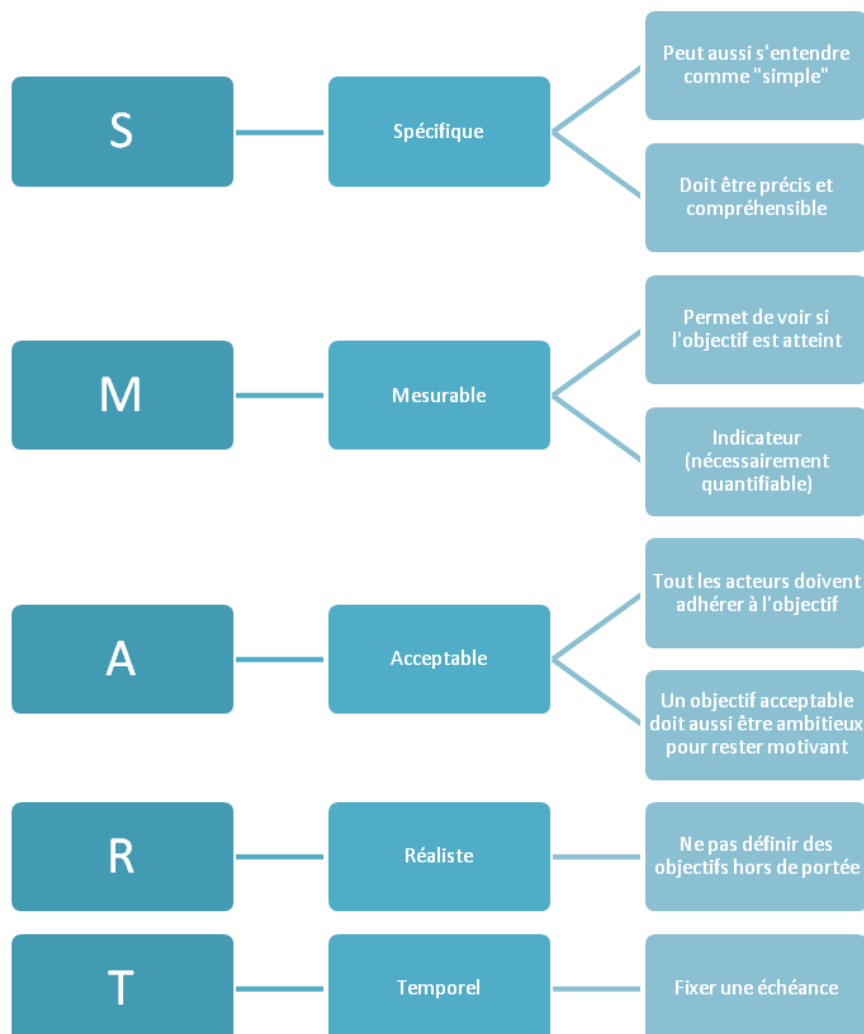 S
Spécifique
Peut aussi s'entendre
comme "simple"
Doit être précis et
compréhensible
M
Mesurable
Permet de voir si
l'objectif est atteint
Indicateur
(nécessairement
quantifiable)
A
Acceptable
Tout les acteurs doivent
adhérer à l'objectif
Un objectif acceptable
doit aussi être ambitieux
pour rester motivant
R
Réaliste
Ne pas définir des
objectifs hors de portée
T
Temporel
Fixer une échéance